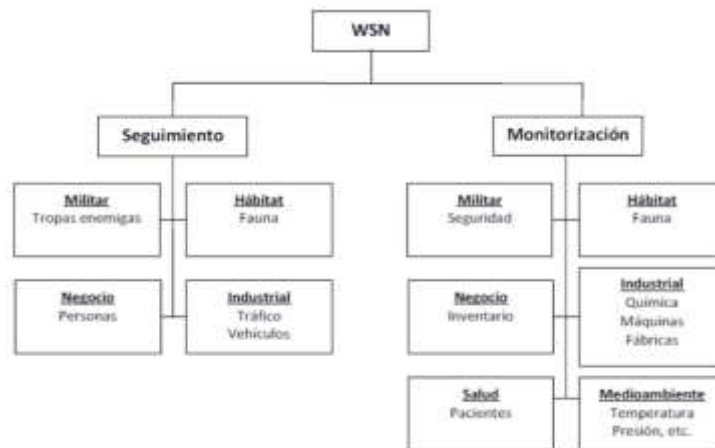 WSN
Seguimiento
Monitorización
Militar
Tropas enemigas
Hábitat
Fauna
Militar
Seguridad
Hábitat
Fauna
Negocio
Personas
Industrial
Tráfico
Vehículos
Negocio
Inventario
Industrial
Química
Máquinas
Fábricas
Salud
Pacientes
Medioambiente
Temperatura
Presión, etc.